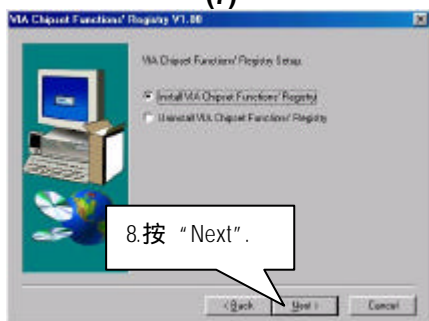 (7)
VIA Chipset Functions' Registry V1.00
VIA Chipset Functions' Registry Setup.
Install VIA Chipset Functions' Registry
Uninstall VIA Chipset Functions' Registry
8.按 “Next”.
< Back
Next >
Cancel